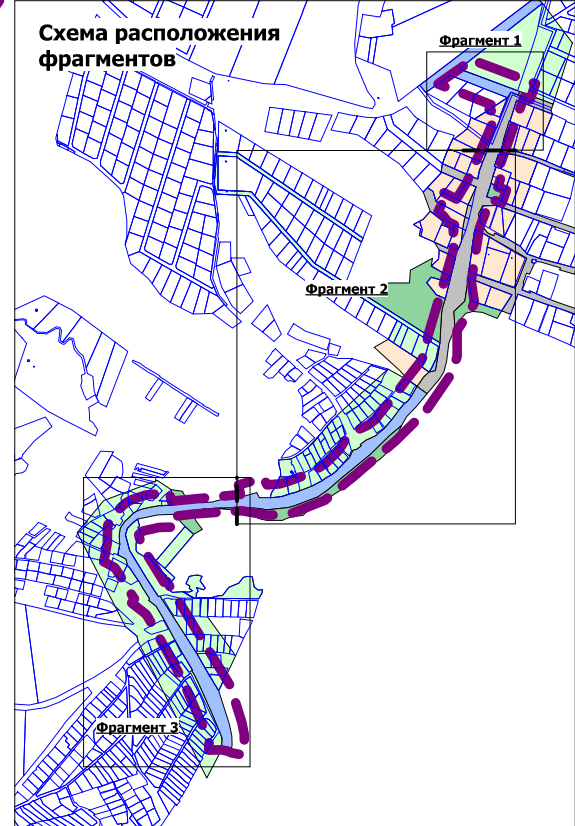 Схема расположения
фрагментов
Фрагмент 1
Фрагмент 2
Фрагмент 3